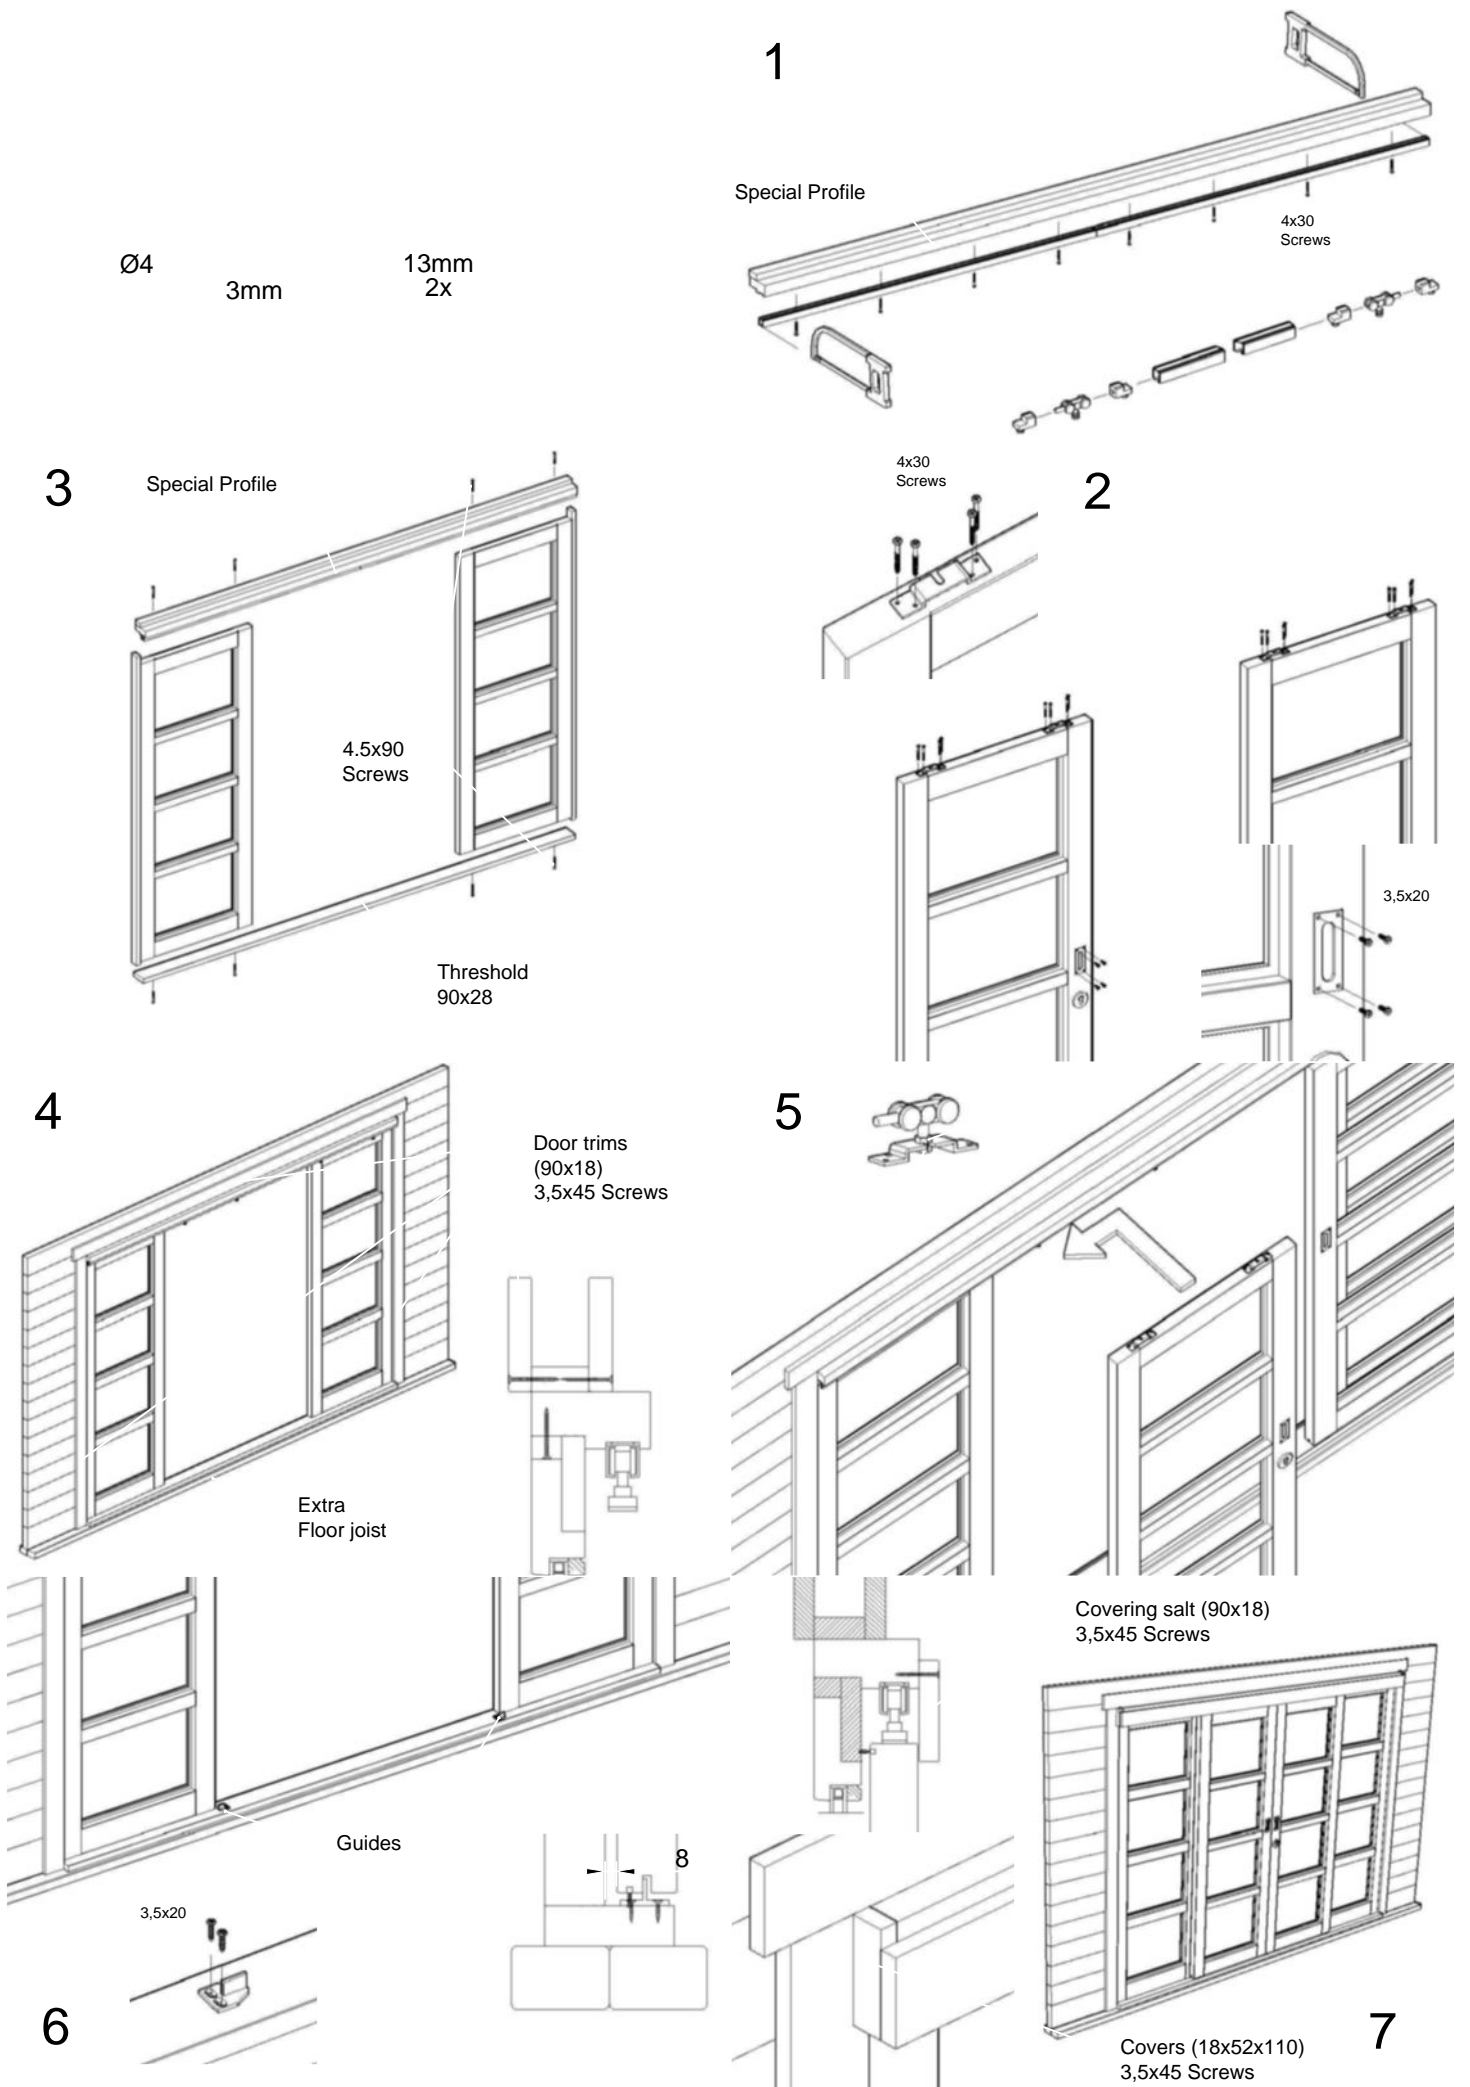 1
Special Profile
4x30
Screws
Ø4
3mm
13mm
2x
3
Special Profile
4x30
Screws
2
4.5x90
Screws
3,5x20
Threshold
90x28
4
Door trims
(90x18)
3,5x45 Screws
5
Extra
Floor joist
Covering salt (90x18)
3,5x45 Screws
Guides
8
3,5x20
6
7
Covers (18x52x110)
3,5x45 Screws